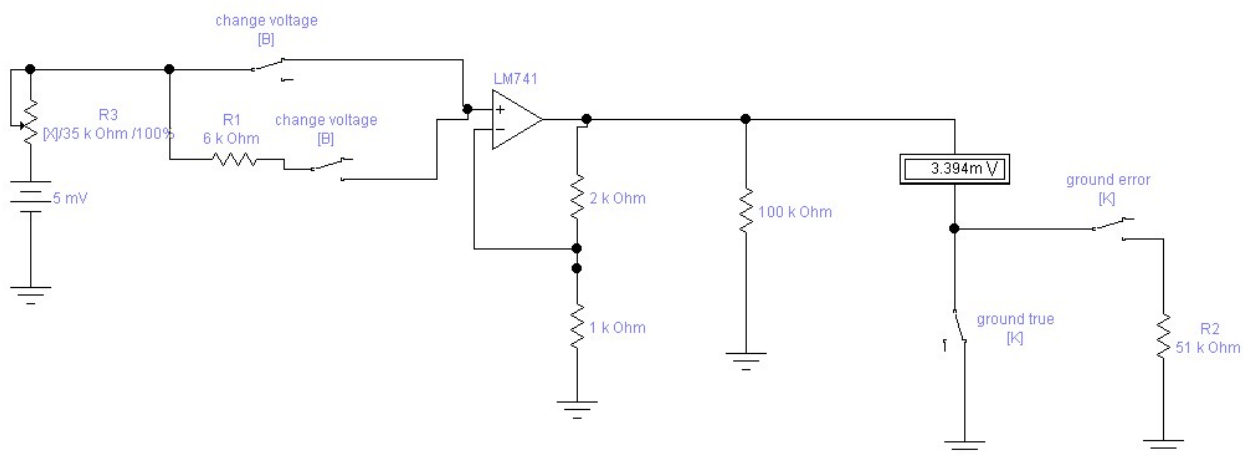 change voltage
[B]
LM741
R3
[X]/35 k Ohm /100%
R1
6 k Ohm
change voltage
[B]
5 mV
2 k Ohm
100 k Ohm
3.394m V
ground error
[K]
1 k Ohm
ground true
[K]
R2
51 k Ohm